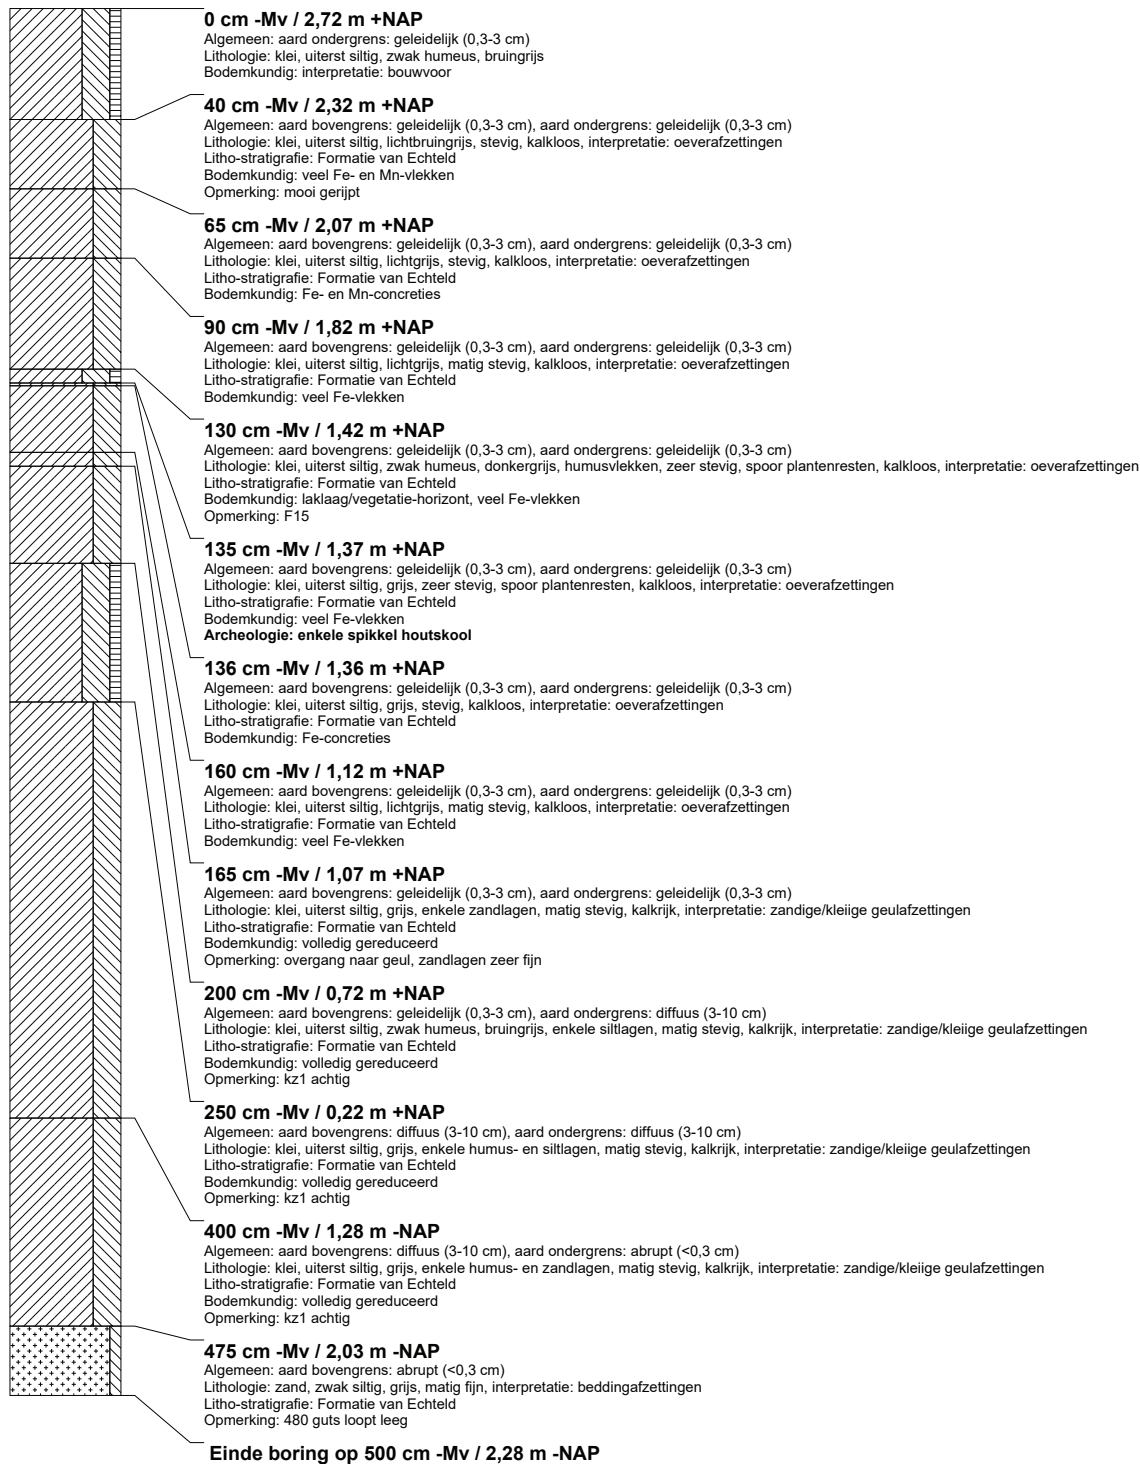 0 cm -Mv / 2,72 m +NAP
Algemeen: aard ondergrens: geleidelijk (0,3-3 cm)
Lithologie: klei, uiterst siltig, zwak humeus, bruingrijs
Bodemkundig: interpretatie: bouwvoor
40 cm -Mv / 2,32 m +NAP
Algemeen: aard bovengrens: geleidelijk (0,3-3 cm), aard ondergrens: geleidelijk (0,3-3 cm)
Lithologie: klei, uiterst siltig, lichtbruingrijs, stevig, kalkloos, interpretatie: oeverafzettingen
Litho-stratigrafie: Formatie van Echteld
Bodemkundig: veel Fe- en Mn-vlekken
Opmerking: mooi gerijpt
65 cm -Mv / 2,07 m +NAP
Algemeen: aard bovengrens: geleidelijk (0,3-3 cm), aard ondergrens: geleidelijk (0,3-3 cm)
Lithologie: klei, uiterst siltig, lichtgrijs, stevig, kalkloos, interpretatie: oeverafzettingen
Litho-stratigrafie: Formatie van Echteld
Bodemkundig: Fe- en Mn-concreties
90 cm -Mv / 1,82 m +NAP
Algemeen: aard bovengrens: geleidelijk (0,3-3 cm), aard ondergrens: geleidelijk (0,3-3 cm)
Lithologie: klei, uiterst siltig, lichtgrijs, matig stevig, kalkloos, interpretatie: oeverafzettingen
Litho-stratigrafie: Formatie van Echteld
Bodemkundig: veel Fe-vlekken
130 cm -Mv / 1,42 m +NAP
Algemeen: aard bovengrens: geleidelijk (0,3-3 cm), aard ondergrens: geleidelijk (0,3-3 cm)
Lithologie: klei, uiterst siltig, zwak humeus, donkergrijs, humusvlekken, zeer stevig, spoor plantenresten, kalkloos, interpretatie: oeverafzettingen
Litho-stratigrafie: Formatie van Echteld
Bodemkundig: laklaag/vegetatie-horizont, veel Fe-vlekken
Opmerking: F15
135 cm -Mv / 1,37 m +NAP
Algemeen: aard bovengrens: geleidelijk (0,3-3 cm), aard ondergrens: geleidelijk (0,3-3 cm)
Lithologie: klei, uiterst siltig, grijs, zeer stevig, spoor plantenresten, kalkloos, interpretatie: oeverafzettingen
Litho-stratigrafie: Formatie van Echteld
Bodemkundig: veel Fe-vlekken
Archeologie: enkele spikkel houtskool
136 cm -Mv / 1,36 m +NAP
Algemeen: aard bovengrens: geleidelijk (0,3-3 cm), aard ondergrens: geleidelijk (0,3-3 cm)
Lithologie: klei, uiterst siltig, grijs, stevig, kalkloos, interpretatie: oeverafzettingen
Litho-stratigrafie: Formatie van Echteld
Bodemkundig: Fe-concreties
160 cm -Mv / 1,12 m +NAP
Algemeen: aard bovengrens: geleidelijk (0,3-3 cm), aard ondergrens: geleidelijk (0,3-3 cm)
Lithologie: klei, uiterst siltig, lichtgrijs, matig stevig, kalkloos, interpretatie: oeverafzettingen
Litho-stratigrafie: Formatie van Echteld
Bodemkundig: veel Fe-vlekken
165 cm -Mv / 1,07 m +NAP
Algemeen: aard bovengrens: geleidelijk (0,3-3 cm), aard ondergrens: geleidelijk (0,3-3 cm)
Lithologie: klei, uiterst siltig, grijs, enkele zandlagen, matig stevig, kalkrijk, interpretatie: zandige/kleiige geulafzettingen
Litho-stratigrafie: Formatie van Echteld
Bodemkundig: volledig gereduceerd
Opmerking: overgang naar geul, zandlagen zeer fijn
200 cm -Mv / 0,72 m +NAP
Algemeen: aard bovengrens: geleidelijk (0,3-3 cm), aard ondergrens: diffuus (3-10 cm)
Lithologie: klei, uiterst siltig, zwak humeus, bruingrijs, enkele siltlagen, matig stevig, kalkrijk, interpretatie: zandige/kleiige geulafzettingen
Litho-stratigrafie: Formatie van Echteld
Bodemkundig: volledig gereduceerd
Opmerking: kz1 achtig
250 cm -Mv / 0,22 m +NAP
Algemeen: aard bovengrens: diffuus (3-10 cm), aard ondergrens: diffuus (3-10 cm)
Lithologie: klei, uiterst siltig, grijs, enkele humus- en siltlagen, matig stevig, kalkrijk, interpretatie: zandige/kleiige geulafzettingen
Litho-stratigrafie: Formatie van Echteld
Bodemkundig: volledig gereduceerd
Opmerking: kz1 achtig
400 cm -Mv / 1,28 m -NAP
Algemeen: aard bovengrens: diffuus (3-10 cm), aard ondergrens: abrupt (<0,3 cm)
Lithologie: klei, uiterst siltig, grijs, enkele humus- en zandlagen, matig stevig, kalkrijk, interpretatie: zandige/kleiige geulafzettingen
Litho-stratigrafie: Formatie van Echteld
Bodemkundig: volledig gereduceerd
Opmerking: kz1 achtig
475 cm -Mv / 2,03 m -NAP
Algemeen: aard bovengrens: abrupt (<0,3 cm)
Lithologie: zand, zwak siltig, grijs, matig fijn, interpretatie: beddingafzettingen
Litho-stratigrafie: Formatie van Echteld
Opmerking: 480 guts loopt leeg
Einde boring op 500 cm -Mv / 2,28 m -NAP